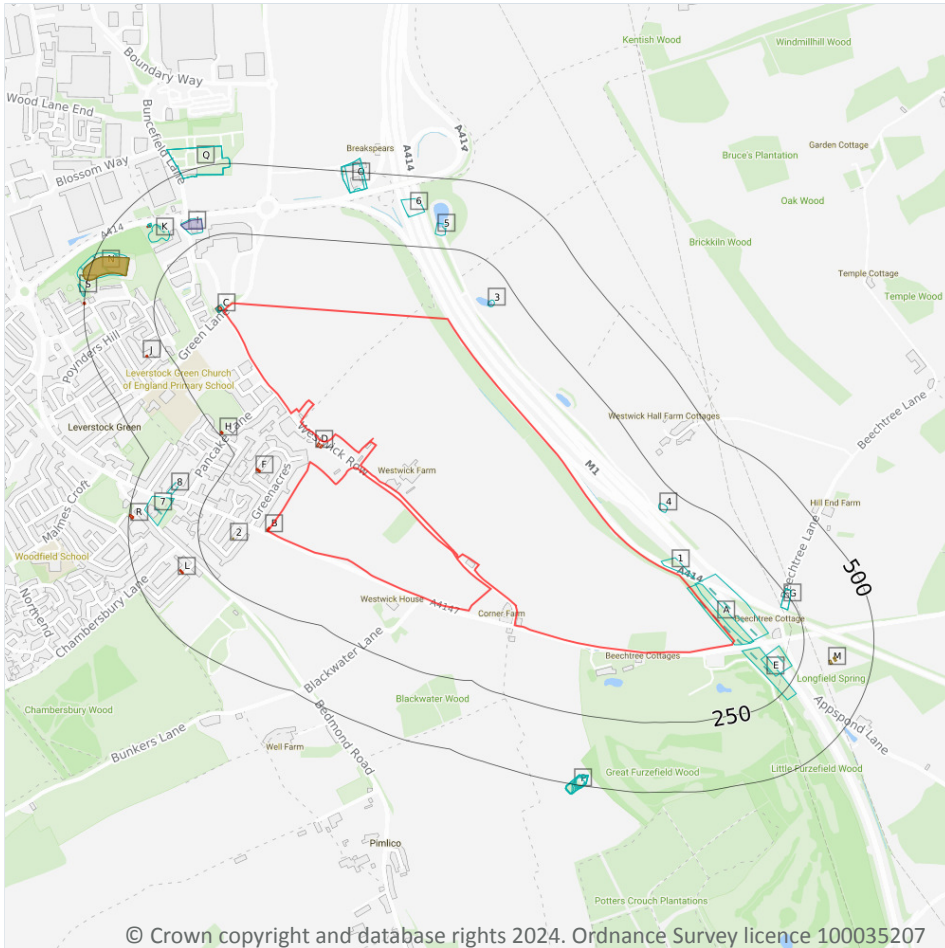 Kentish Wood
Windmillhill Wood
Boundary Way
Wood Lane End
Buncefield Lane
A414
A414
Breakspears
Garden Cottage
Bruce's Plantation
Q
O
Blossom Way
Oak Wood
6
5
K
A414
Brickkiln Wood
Temple Cottage
S
3
Temple Wood
C
Green Lane
Poynders Hill
J
Leverstock Green Church
of England Primary School
Beechtree Lane
Westwick Hall Farm Cottages
Leverstock Green
H
D
Pancake Lane
Westwick Row
F
Westwick Farm
M1
Greenacres
8
7
4
Hill End Farm
Malmes Croft
R
B
2
Woodfield School
1
500
L
A414
Beechtree Lane
G
Northend
Chambersbury Lane
Westwick House
A4147
A
Corner Farm
Beechtree Cottage
Beechtree Cottages
E
M
Blackwater Lane
Longfield Spring
Chambersbury Wood
Blackwater Wood
250
Appspond Lane
Bunkers Lane
Well Farm
Bedmond Road
Great Furzefield Wood
Little Furzefield Wood
Pimlico
Potters Crouch Plantations
© Crown copyright and database rights 2024. Ordnance Survey licence 100035207